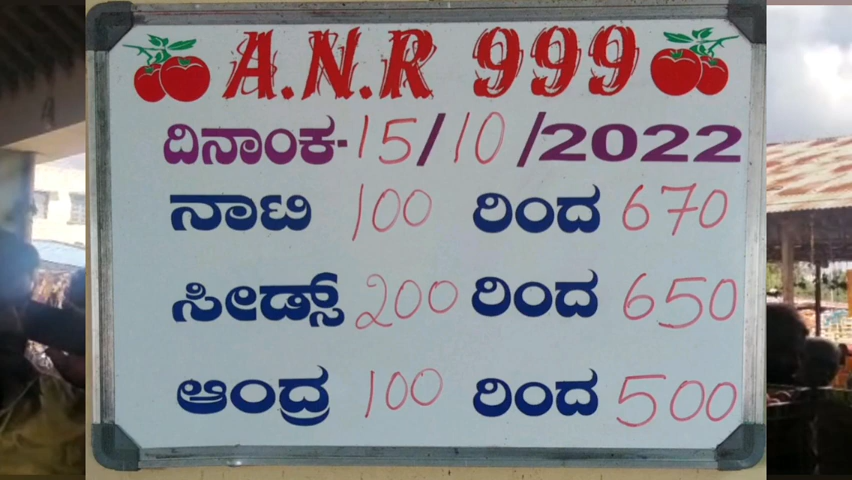 A.N.R 999
ದಿನಾಂಕ-15/10/2022
ನಾಟಿ 100 ರಿಂದ 670
ಸೀಡ್ಸ್ 200 ರಿಂದ 650
ಆಂದ್ರ 100 ರಿಂದ 500